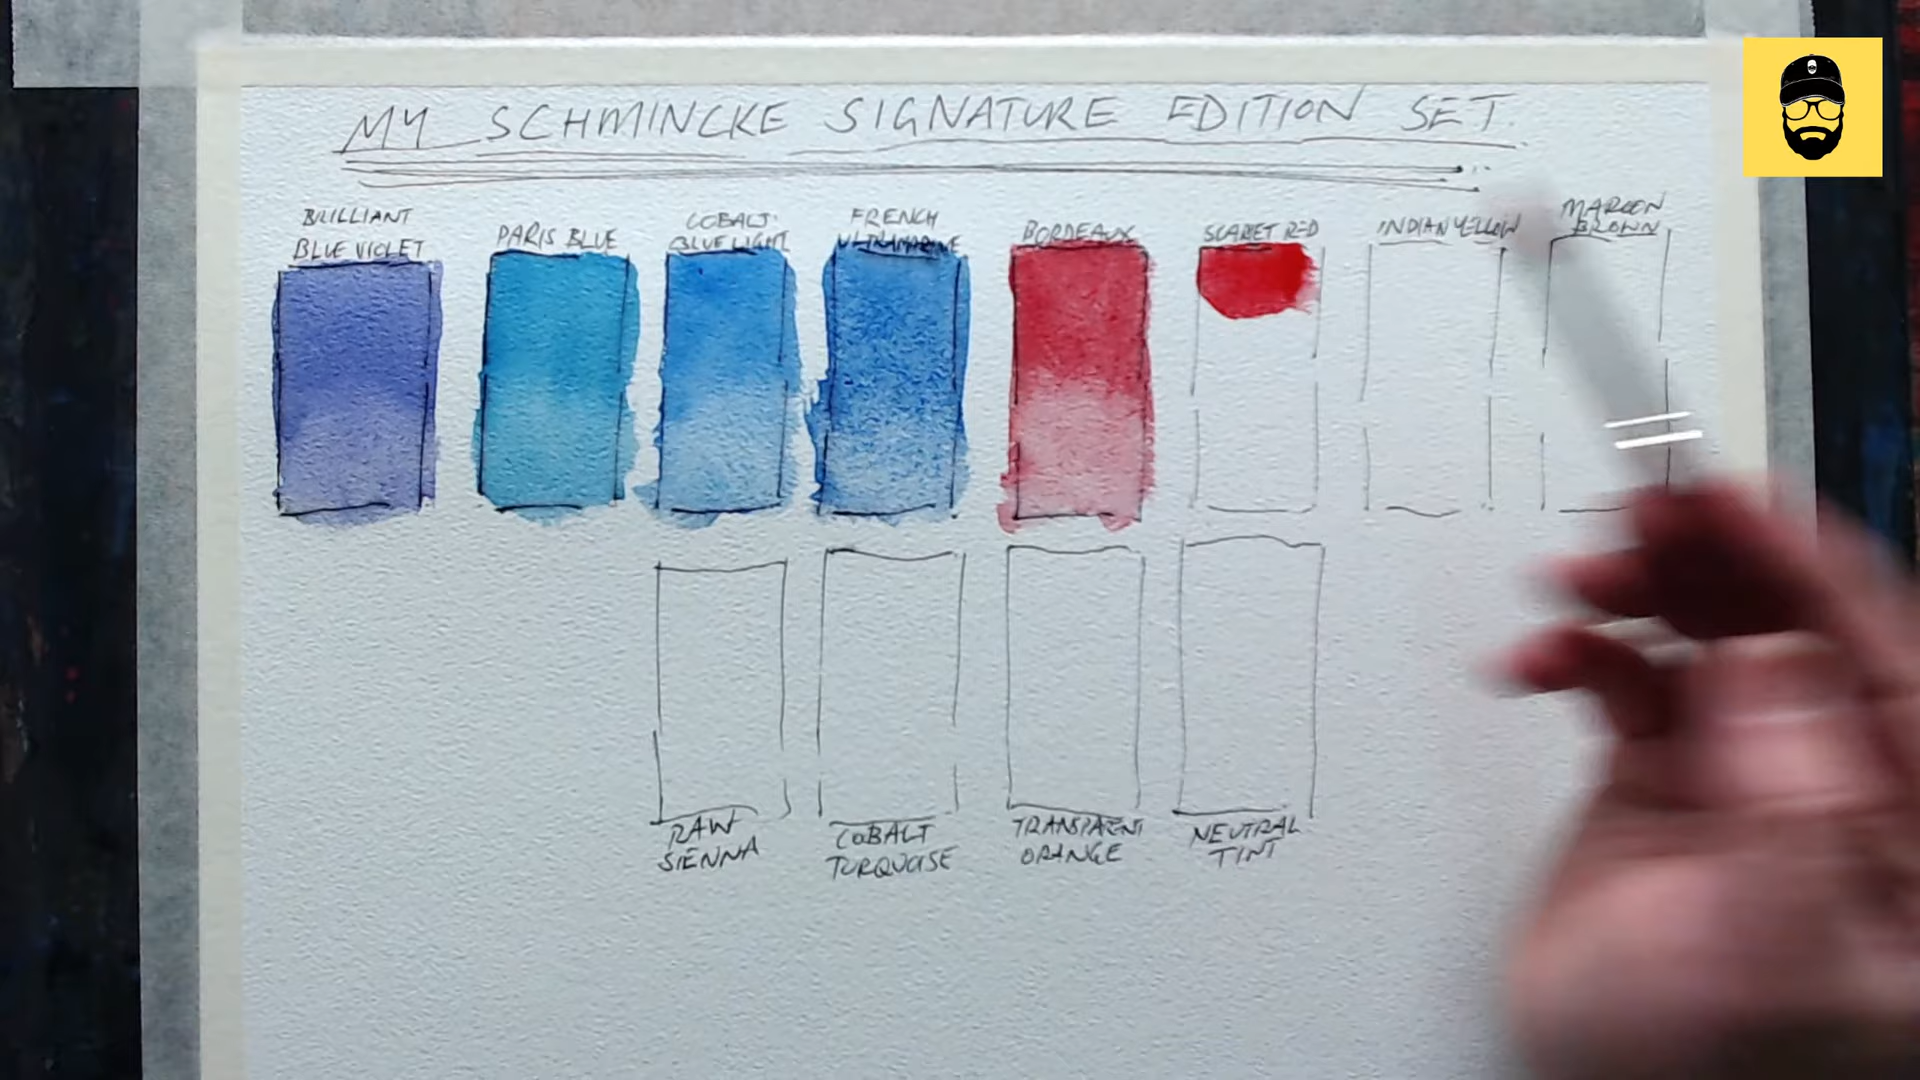 MY SCHMINCKE SIGNATURE EDITION SET.
BRILLIANT
BLUE VIOLET
PARIS BLUE
COBALT
BLUE LIGHT
FRENCH
ULTRAMARINE
BORDEAUX
SCARLET RED
INDIAN YELLOW
MAROON
BROWN
RAW
SIENNA
COBALT
TURQUOISE
TRANSPARENT
ORANGE
NEUTRAL
TINT